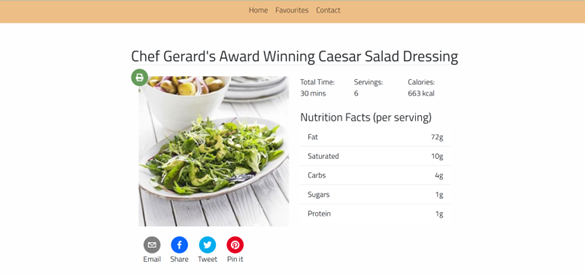 Home Favourites Contact
Chef Gerard's Award Winning Caesar Salad Dressing
Total Time: Servings: Calories:
30 mins 6 663 kcal
Nutrition Facts (per serving)
Fat 72g
Saturated 10g
Carbs 4g
Sugars 1g
Protein 1g
Email Share Tweet Pin it